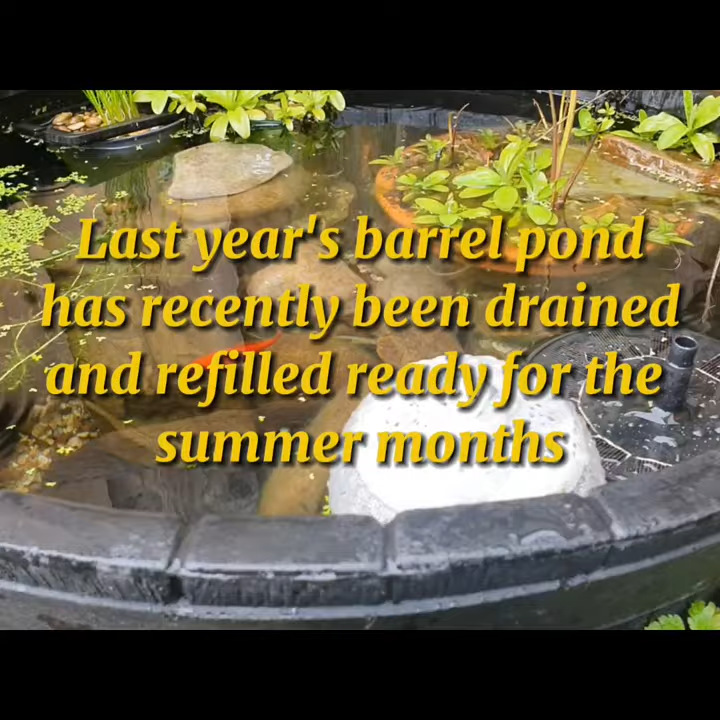 Last year's barrel pond
has recently been drained
and refilled ready for the
summer months